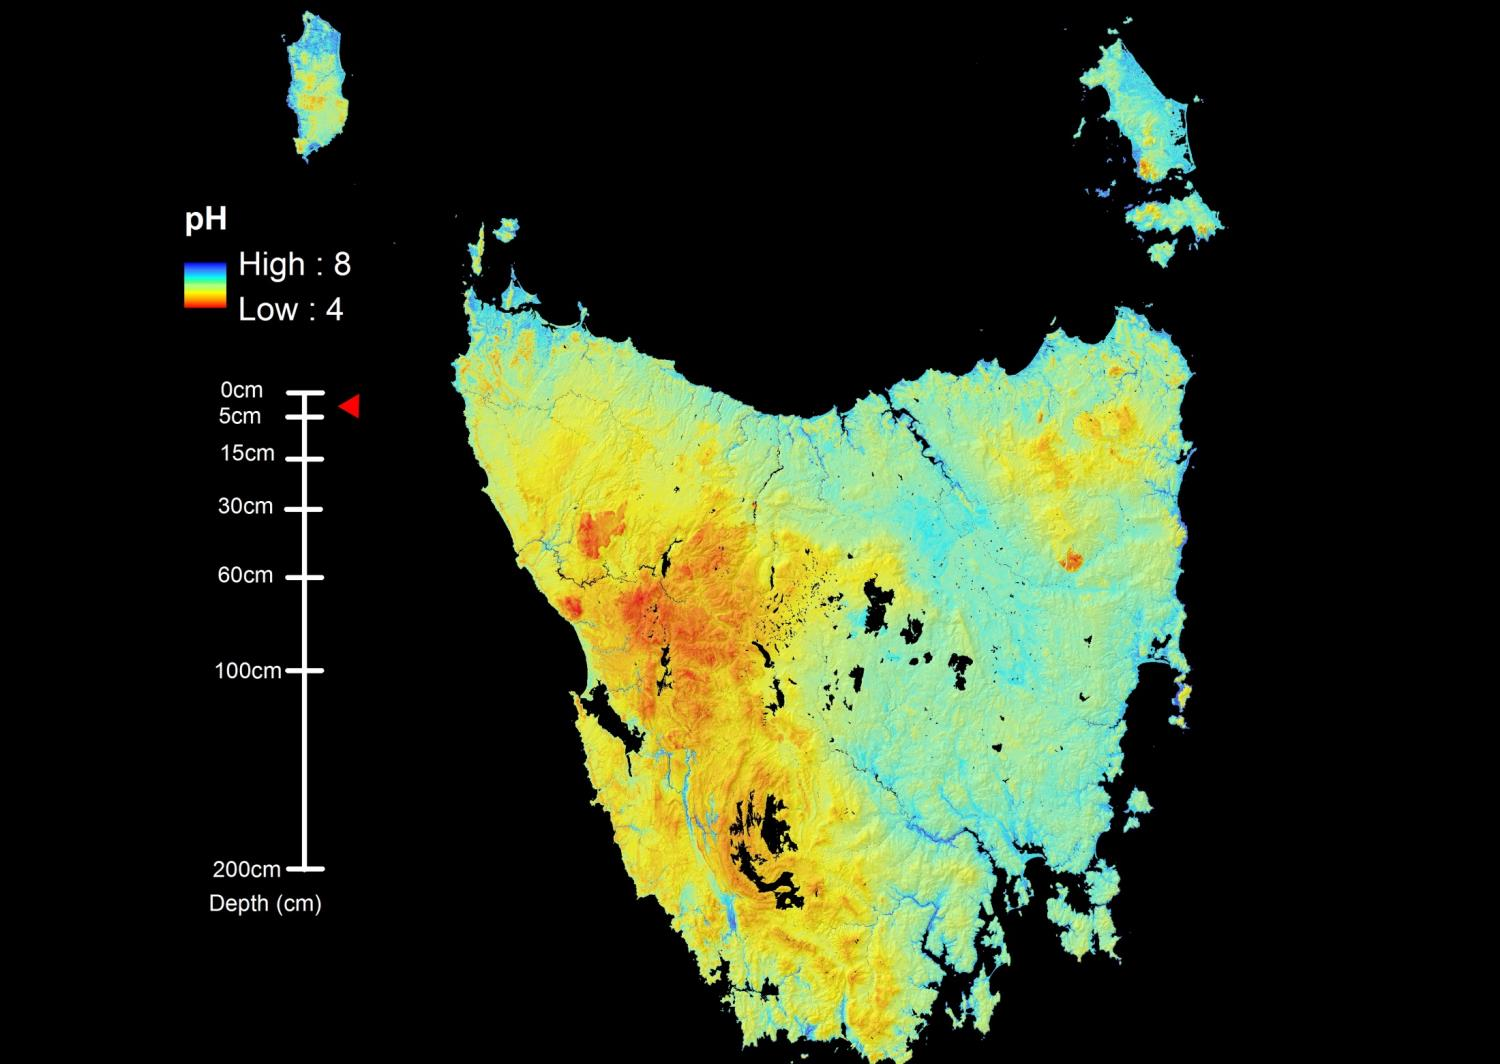 pH
High : 8
Low : 4
0cm
5cm
15cm
30cm
60cm
100cm
200cm
Depth (cm)